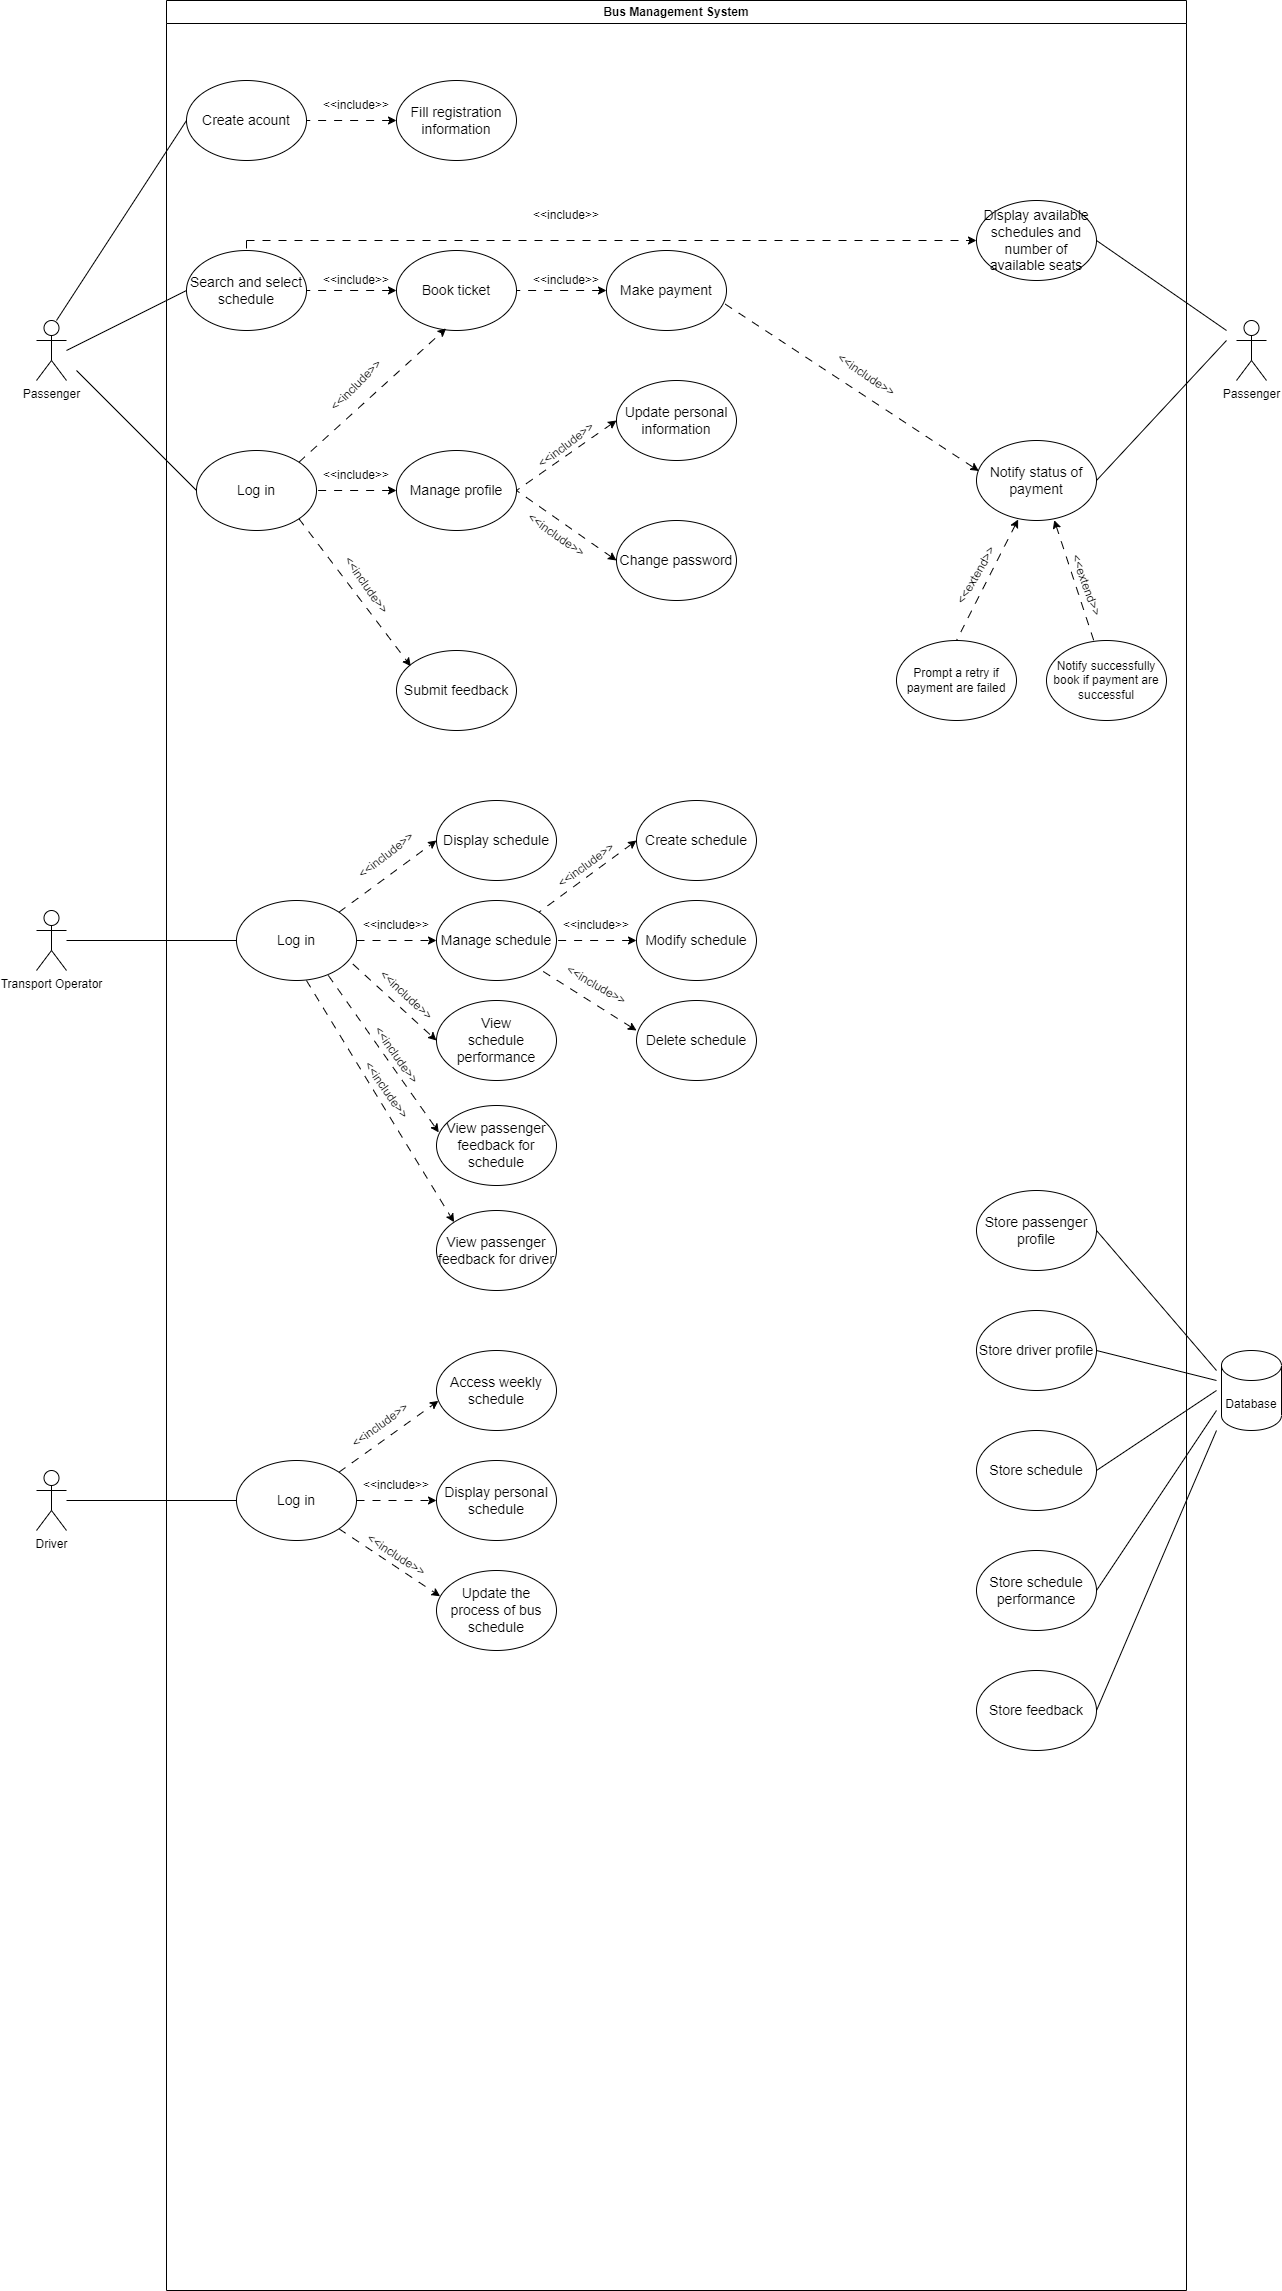 Bus Management System
Create acount
<<include>>
Fill registration
information
<<include>>
Display available
schedules and
number of
available seats
Search and select
schedule
<<include>>
Book ticket
<<include>>
Make payment
Passenger
Passenger
<<include>>
<<include>>
Update personal
information
<<include>>
Log in
<<include>>
Manage profile
Notify status of
payment
<<include>>
Change password
<<include>>
<<extend>>
<<extend>>
Submit feedback
Prompt a retry if
payment are failed
Notify successfully
book if payment are
successful
<<include>>
Display schedule
<<include>>
Create schedule
Transport Operator
Log in
<<include>>
Manage schedule
<<include>>
Modify schedule
<<include>>
<<include>>
View
schedule
performance
Delete schedule
<<include>>
<<include>>
View passenger
feedback for
schedule
View passenger
feedback for driver
Store passenger
profile
Store driver profile
Database
Access weekly
schedule
<<include>>
Store schedule
Driver
Log in
<<include>>
Display personal
schedule
<<include>>
Update the
process of bus
schedule
Store schedule
performance
Store feedback